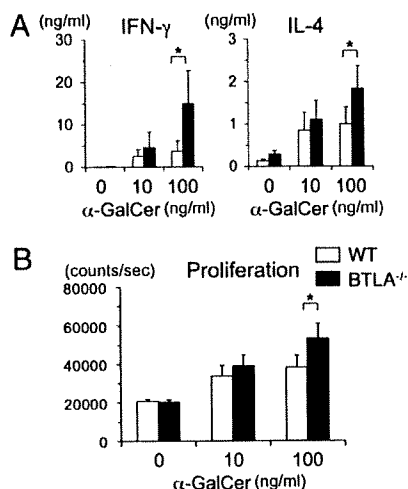 A
(ng/ml) IFN-γ
30
20
10
5
0
*
0 10 100
α-GalCer (ng/ml)
(ng/ml) IL-4
3
2
1
0
*
0 10 100
α-GalCer (ng/ml)
B
(counts/sec) Proliferation
WT
BTLA-/-
80000
60000
40000
20000
0
*
0 10 100
α-GalCer (ng/ml)